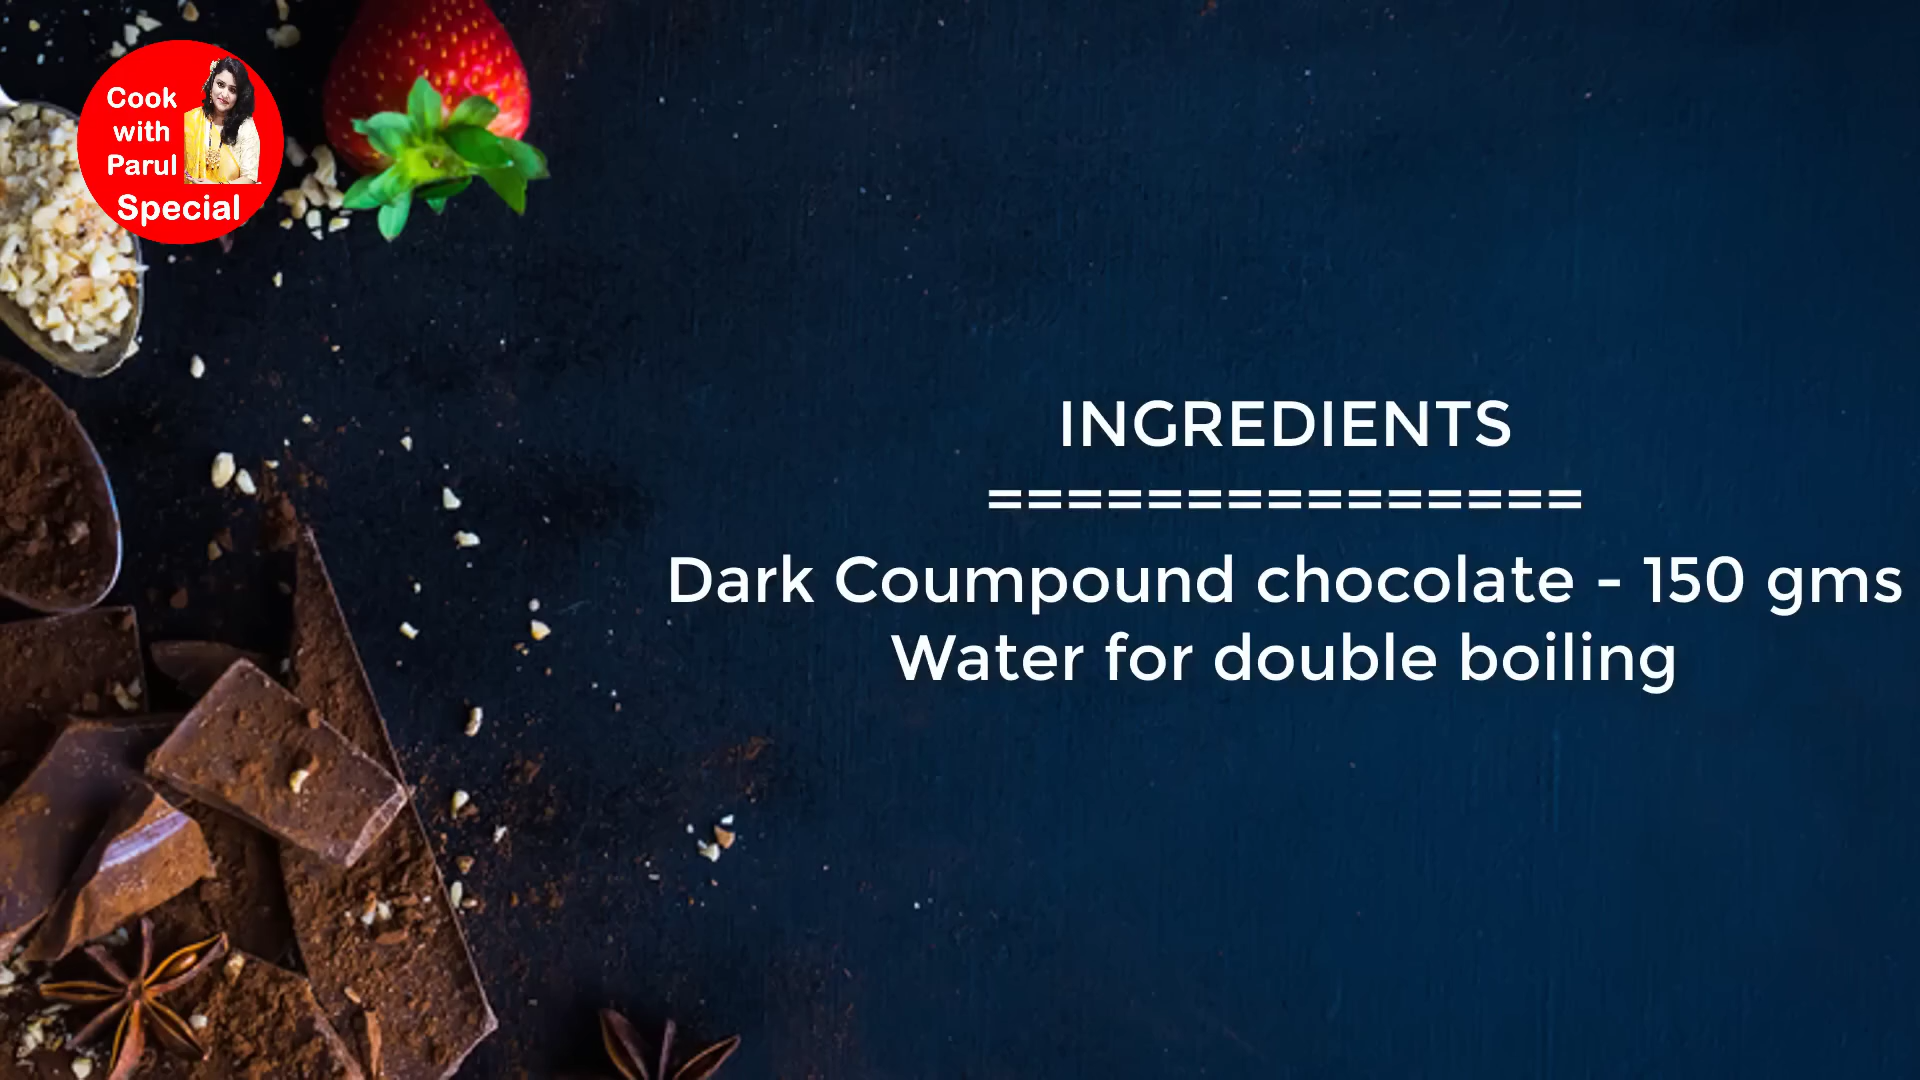 Cook
with
Parul
Special
INGREDIENTS
===============
Dark Coumpound chocolate - 150 gms
Water for double boiling